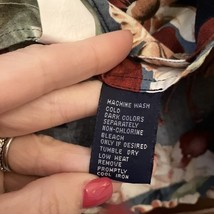 MACHINE WASH
COLD
DARK COLORS
SEPARATELY
NON-CHLORINE
BLEACH
ONLY IF DESIRED
TUMBLE DRY
LOW HEAT
REMOVE
PROMPTLY
COOL IRON